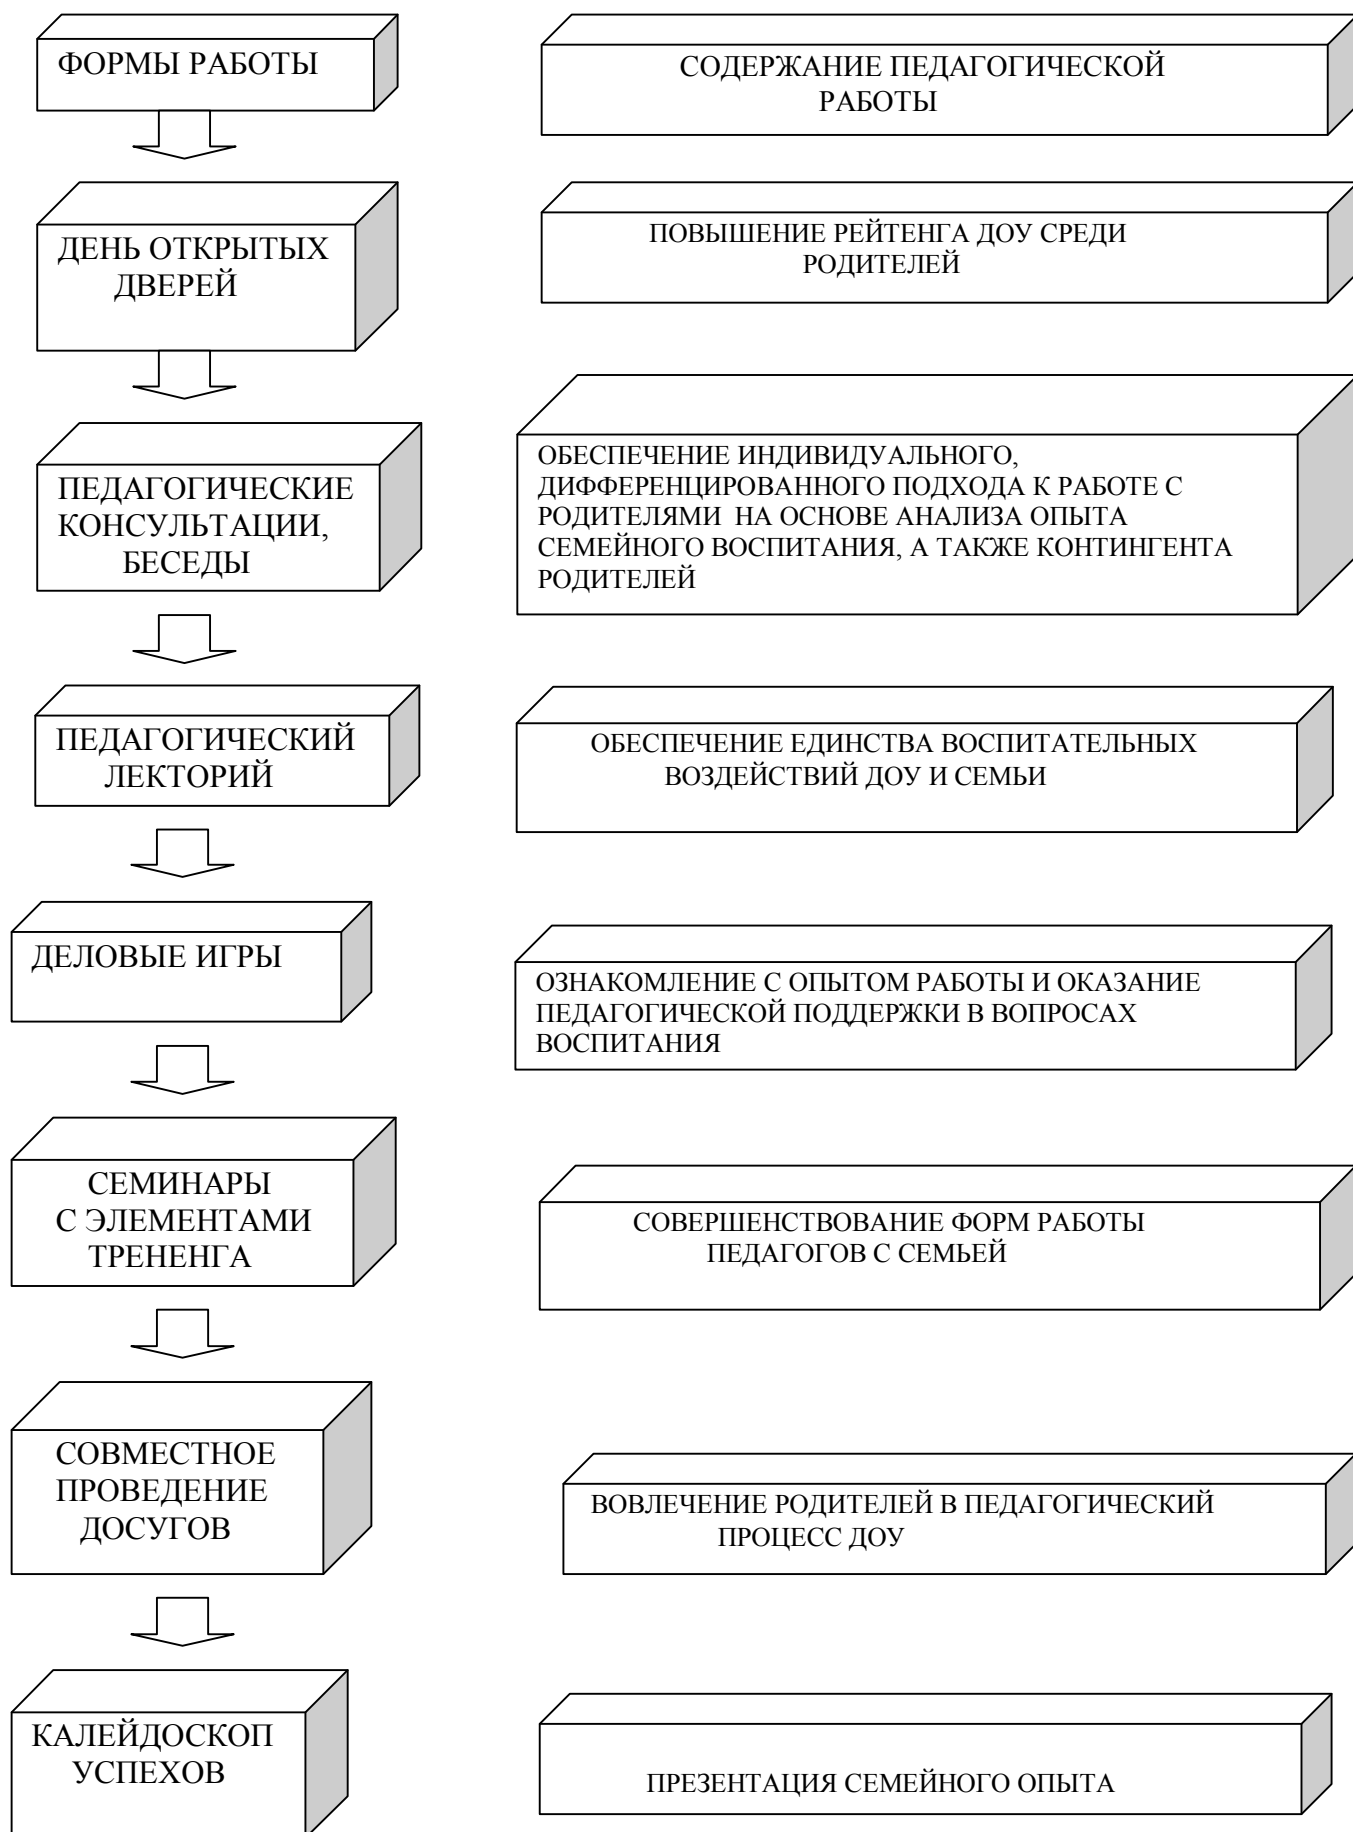 ФОРМЫ РАБОТЫ
СОДЕРЖАНИЕ ПЕДАГОГИЧЕСКОЙ
РАБОТЫ
ДЕНЬ ОТКРЫТЫХ
ДВЕРЕЙ
ПОВЫШЕНИЕ РЕЙТЕНГА ДОУ СРЕДИ
РОДИТЕЛЕЙ
ПЕДАГОГИЧЕСКИЕ
КОНСУЛЬТАЦИИ,
БЕСЕДЫ
ОБЕСПЕЧЕНИЕ ИНДИВИДУАЛЬНОГО,
ДИФФЕРЕНЦИРОВАННОГО ПОДХОДА К РАБОТЕ С
РОДИТЕЛЯМИ НА ОСНОВЕ АНАЛИЗА ОПЫТА
СЕМЕЙНОГО ВОСПИТАНИЯ, А ТАКЖЕ КОНТИНГЕНТА
РОДИТЕЛЕЙ
ПЕДАГОГИЧЕСКИЙ
ЛЕКТОРИЙ
ОБЕСПЕЧЕНИЕ ЕДИНСТВА ВОСПИТАТЕЛЬНЫХ
ВОЗДЕЙСТВИЙ ДОУ И СЕМЬИ
ДЕЛОВЫЕ ИГРЫ
ОЗНАКОМЛЕНИЕ С ОПЫТОМ РАБОТЫ И ОКАЗАНИЕ
ПЕДАГОГИЧЕСКОЙ ПОДДЕРЖКИ В ВОПРОСАХ
ВОСПИТАНИЯ
СЕМИНАРЫ
С ЭЛЕМЕНТАМИ
ТРЕНЕНГА
СОВЕРШЕНСТВОВАНИЕ ФОРМ РАБОТЫ
ПЕДАГОГОВ С СЕМЬЕЙ
СОВМЕСТНОЕ
ПРОВЕДЕНИЕ
ДОСУГОВ
ВОВЛЕЧЕНИЕ РОДИТЕЛЕЙ В ПЕДАГОГИЧЕСКИЙ
ПРОЦЕСС ДОУ
КАЛЕЙДОСКОП
УСПЕХОВ
ПРЕЗЕНТАЦИЯ СЕМЕЙНОГО ОПЫТА